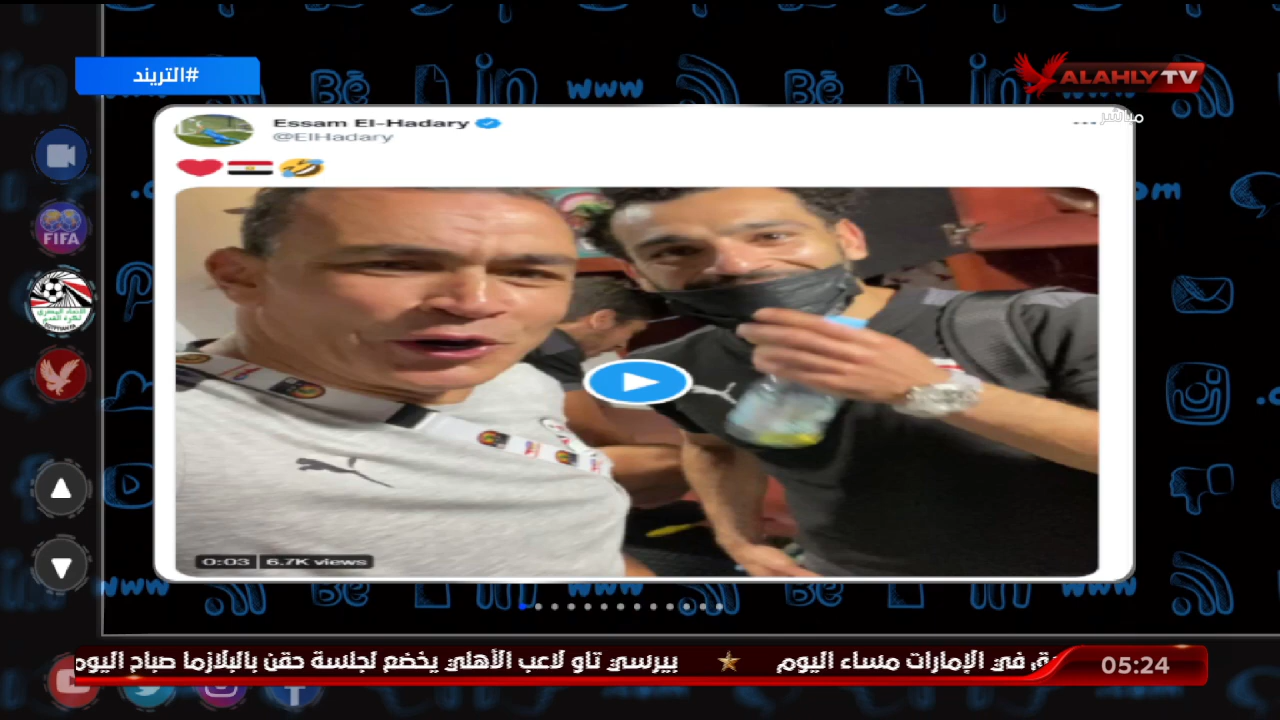 #التريند
ALAHLY TV
مباشر
Essam El-Hadary
@ElHadary
FIFA
0:03 6.7K views
في الإمارات مساء اليوم ★ بيرسي تاو لاعب الأهلي يخضع لجلسة حقن بالبلازما صباح اليوم
05:24